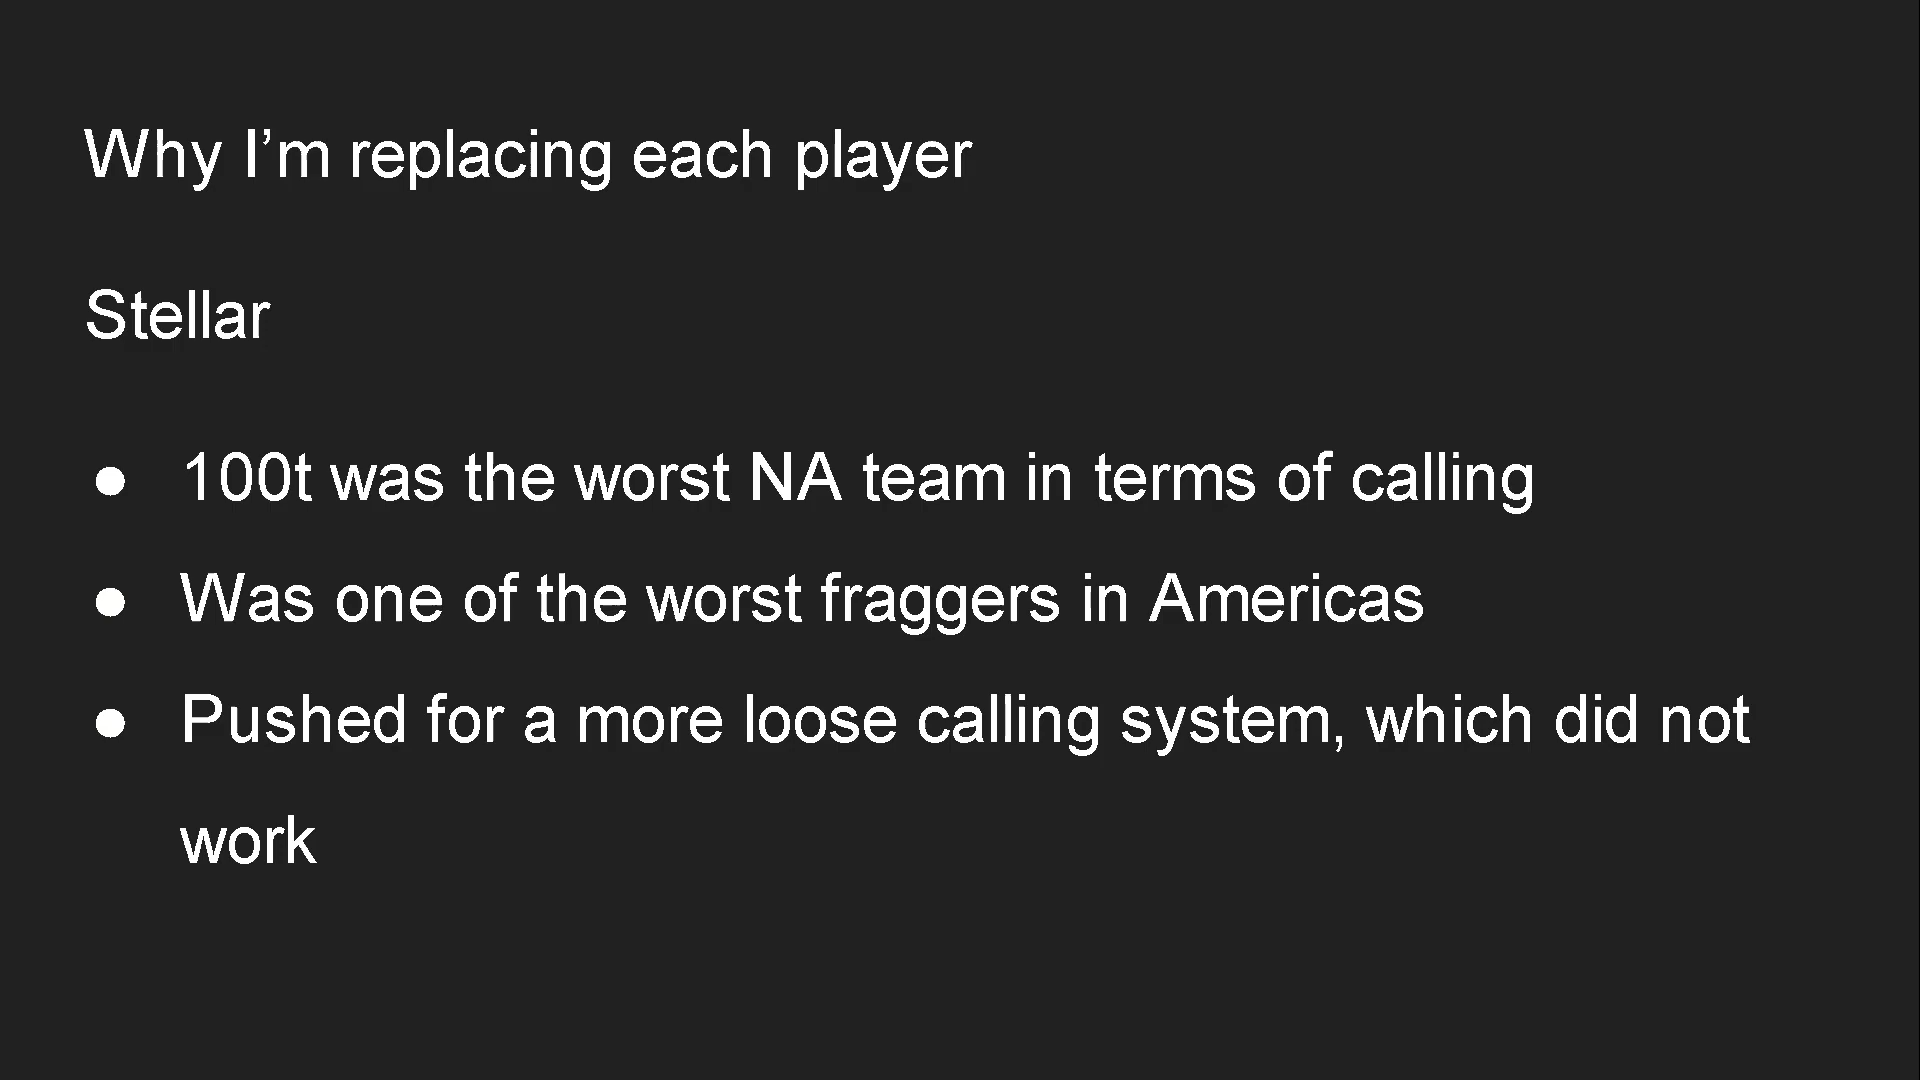 Why I’m replacing each player
Stellar
● 100t was the worst NA team in terms of calling
● Was one of the worst fraggers in Americas
● Pushed for a more loose calling system, which did not
work